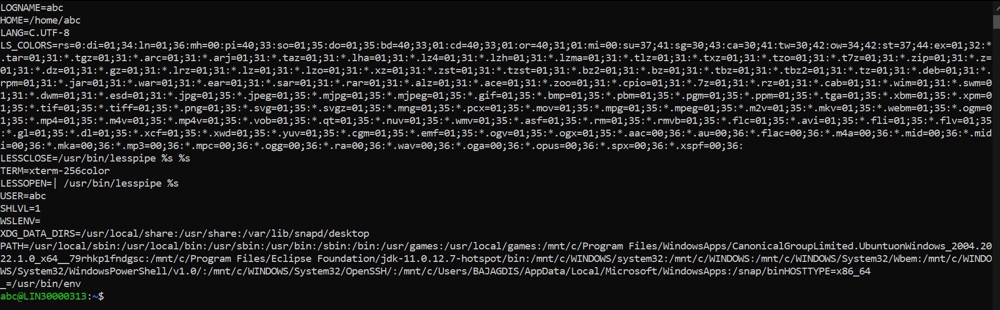 LOGNAME=abc
HOME=/home/abc
LANG=C.UTF-8
LS_COLORS=rs=0:di=01;34:ln=01;36:mh=00:pi=40;33:so=01;35:do=01;35:bd=40;33;01:cd=40;33;01:or=40;31;01:mi=00:su=37;41:sg=30;43:ca=30;41:tw=30;42:ow=34;42:st=37;44:ex=01;32:*
.tar=01;31:*.tgz=01;31:*.arc=01;31:*.arj=01;31:*.taz=01;31:*.lha=01;31:*.lz4=01;31:*.lzh=01;31:*.lzma=01;31:*.tlz=01;31:*.txz=01;31:*.tzo=01;31:*.t7z=01;31:*.zip=01;31:*.z=
01;31:*.dz=01;31:*.gz=01;31:*.lrz=01;31:*.lz=01;31:*.lzo=01;31:*.xz=01;31:*.zst=01;31:*.tzst=01;31:*.bz2=01;31:*.bz=01;31:*.tbz=01;31:*.tbz2=01;31:*.tz=01;31:*.deb=01;31:*.
rpm=01;31:*.jar=01;31:*.war=01;31:*.ear=01;31:*.sar=01;31:*.rar=01;31:*.alz=01;31:*.ace=01;31:*.zoo=01;31:*.cpio=01;31:*.7z=01;31:*.rz=01;31:*.cab=01;31:*.wim=01;31:*.swm=0
1;31:*.dwm=01;31:*.esd=01;31:*.jpg=01;35:*.jpeg=01;35:*.mjpg=01;35:*.mjpeg=01;35:*.gif=01;35:*.bmp=01;35:*.pbm=01;35:*.pgm=01;35:*.ppm=01;35:*.tga=01;35:*.xbm=01;35:*.xpm=0
1;35:*.tif=01;35:*.tiff=01;35:*.png=01;35:*.svg=01;35:*.svgz=01;35:*.mng=01;35:*.pcx=01;35:*.mov=01;35:*.mpg=01;35:*.mpeg=01;35:*.m2v=01;35:*.mkv=01;35:*.webm=01;35:*.ogm=0
1;35:*.mp4=01;35:*.m4v=01;35:*.mp4v=01;35:*.vob=01;35:*.qt=01;35:*.nuv=01;35:*.wmv=01;35:*.asf=01;35:*.rm=01;35:*.rmvb=01;35:*.flc=01;35:*.avi=01;35:*.fli=01;35:*.flv=01;35
:*.gl=01;35:*.dl=01;35:*.xcf=01;35:*.xwd=01;35:*.yuv=01;35:*.cgm=01;35:*.emf=01;35:*.ogv=01;35:*.ogx=01;35:*.aac=00;36:*.au=00;36:*.flac=00;36:*.m4a=00;36:*.mid=00;36:*.mid
i=00;36:*.mka=00;36:*.mp3=00;36:*.mpc=00;36:*.ogg=00;36:*.ra=00;36:*.wav=00;36:*.oga=00;36:*.opus=00;36:*.spx=00;36:*.xspf=00;36:
LESSCLOSE=/usr/bin/lesspipe %s %s
TERM=xterm-256color
LESSOPEN=| /usr/bin/lesspipe %s
USER=abc
SHLVL=1
WSLENV=
XDG_DATA_DIRS=/usr/local/share:/usr/share:/var/lib/snapd/desktop
PATH=/usr/local/sbin:/usr/local/bin:/usr/sbin:/usr/bin:/sbin:/bin:/usr/games:/usr/local/games:/mnt/c/Program Files/WindowsApps/CanonicalGroupLimited.UbuntuonWindows_2004.20
22.1.0_x64__79rhkp1fndgsc:/mnt/c/Program Files/Eclipse Foundation/jdk-11.0.12.7-hotspot/bin:/mnt/c/WINDOWS/system32:/mnt/c/WINDOWS:/mnt/c/WINDOWS/System32/Wbem:/mnt/c/WINDO
WS/System32/WindowsPowerShell/v1.0/:/mnt/c/WINDOWS/System32/OpenSSH/:/mnt/c/Users/BAJAGDIS/AppData/Local/Microsoft/WindowsApps:/snap/binHOSTTYPE=x86_64
_=/usr/bin/env
abc@LIN30000313:~$